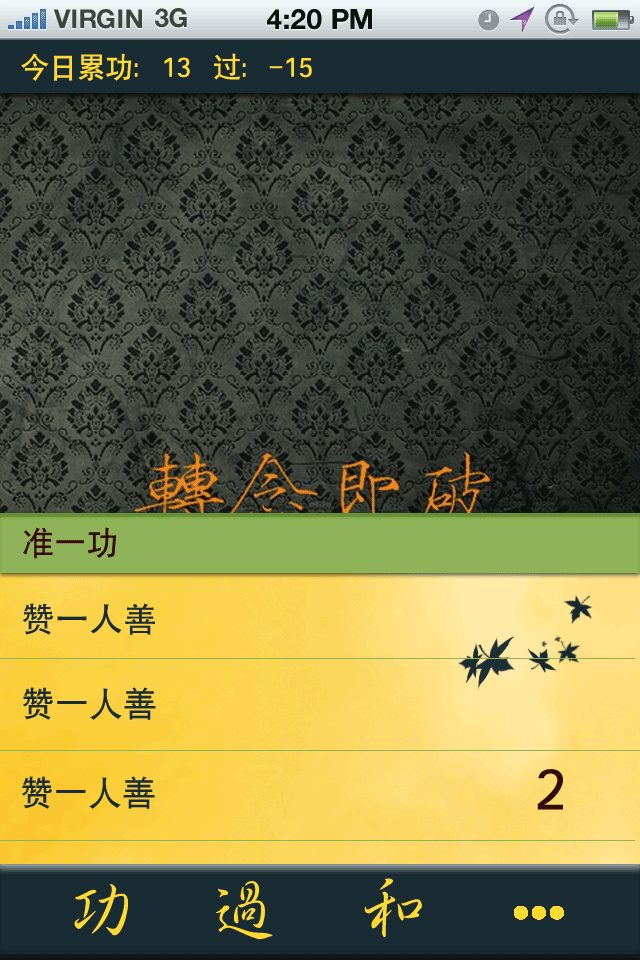 VIRGIN 3G 4:20 PM
今日累功: 13 过: -15
轉念即破
准一功
赞一人善
赞一人善
赞一人善 2
功 過 和